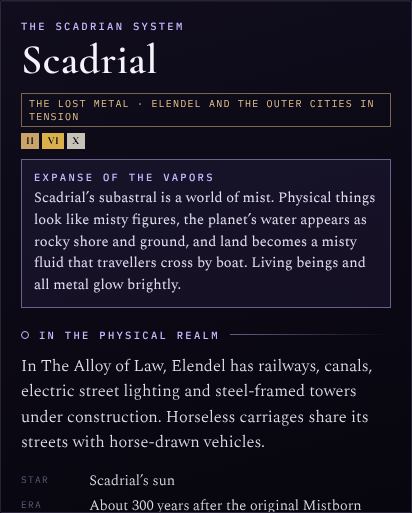 THE SCADRIAN SYSTEM
Scadrial
THE LOST METAL · ELENDEL AND THE OUTER CITIES IN
TENSION
II VI X
EXPANSE OF THE VAPORS
Scadrial’s subastral is a world of mist. Physical things
look like misty figures, the planet’s water appears as
rocky shore and ground, and land becomes a misty
fluid that travellers cross by boat. Living beings and
all metal glow brightly.
IN THE PHYSICAL REALM
In The Alloy of Law, Elendel has railways, canals,
electric street lighting and steel-framed towers
under construction. Horseless carriages share its
streets with horse-drawn vehicles.
STAR Scadrial’s sun
ERA About 300 years after the original Mistborn